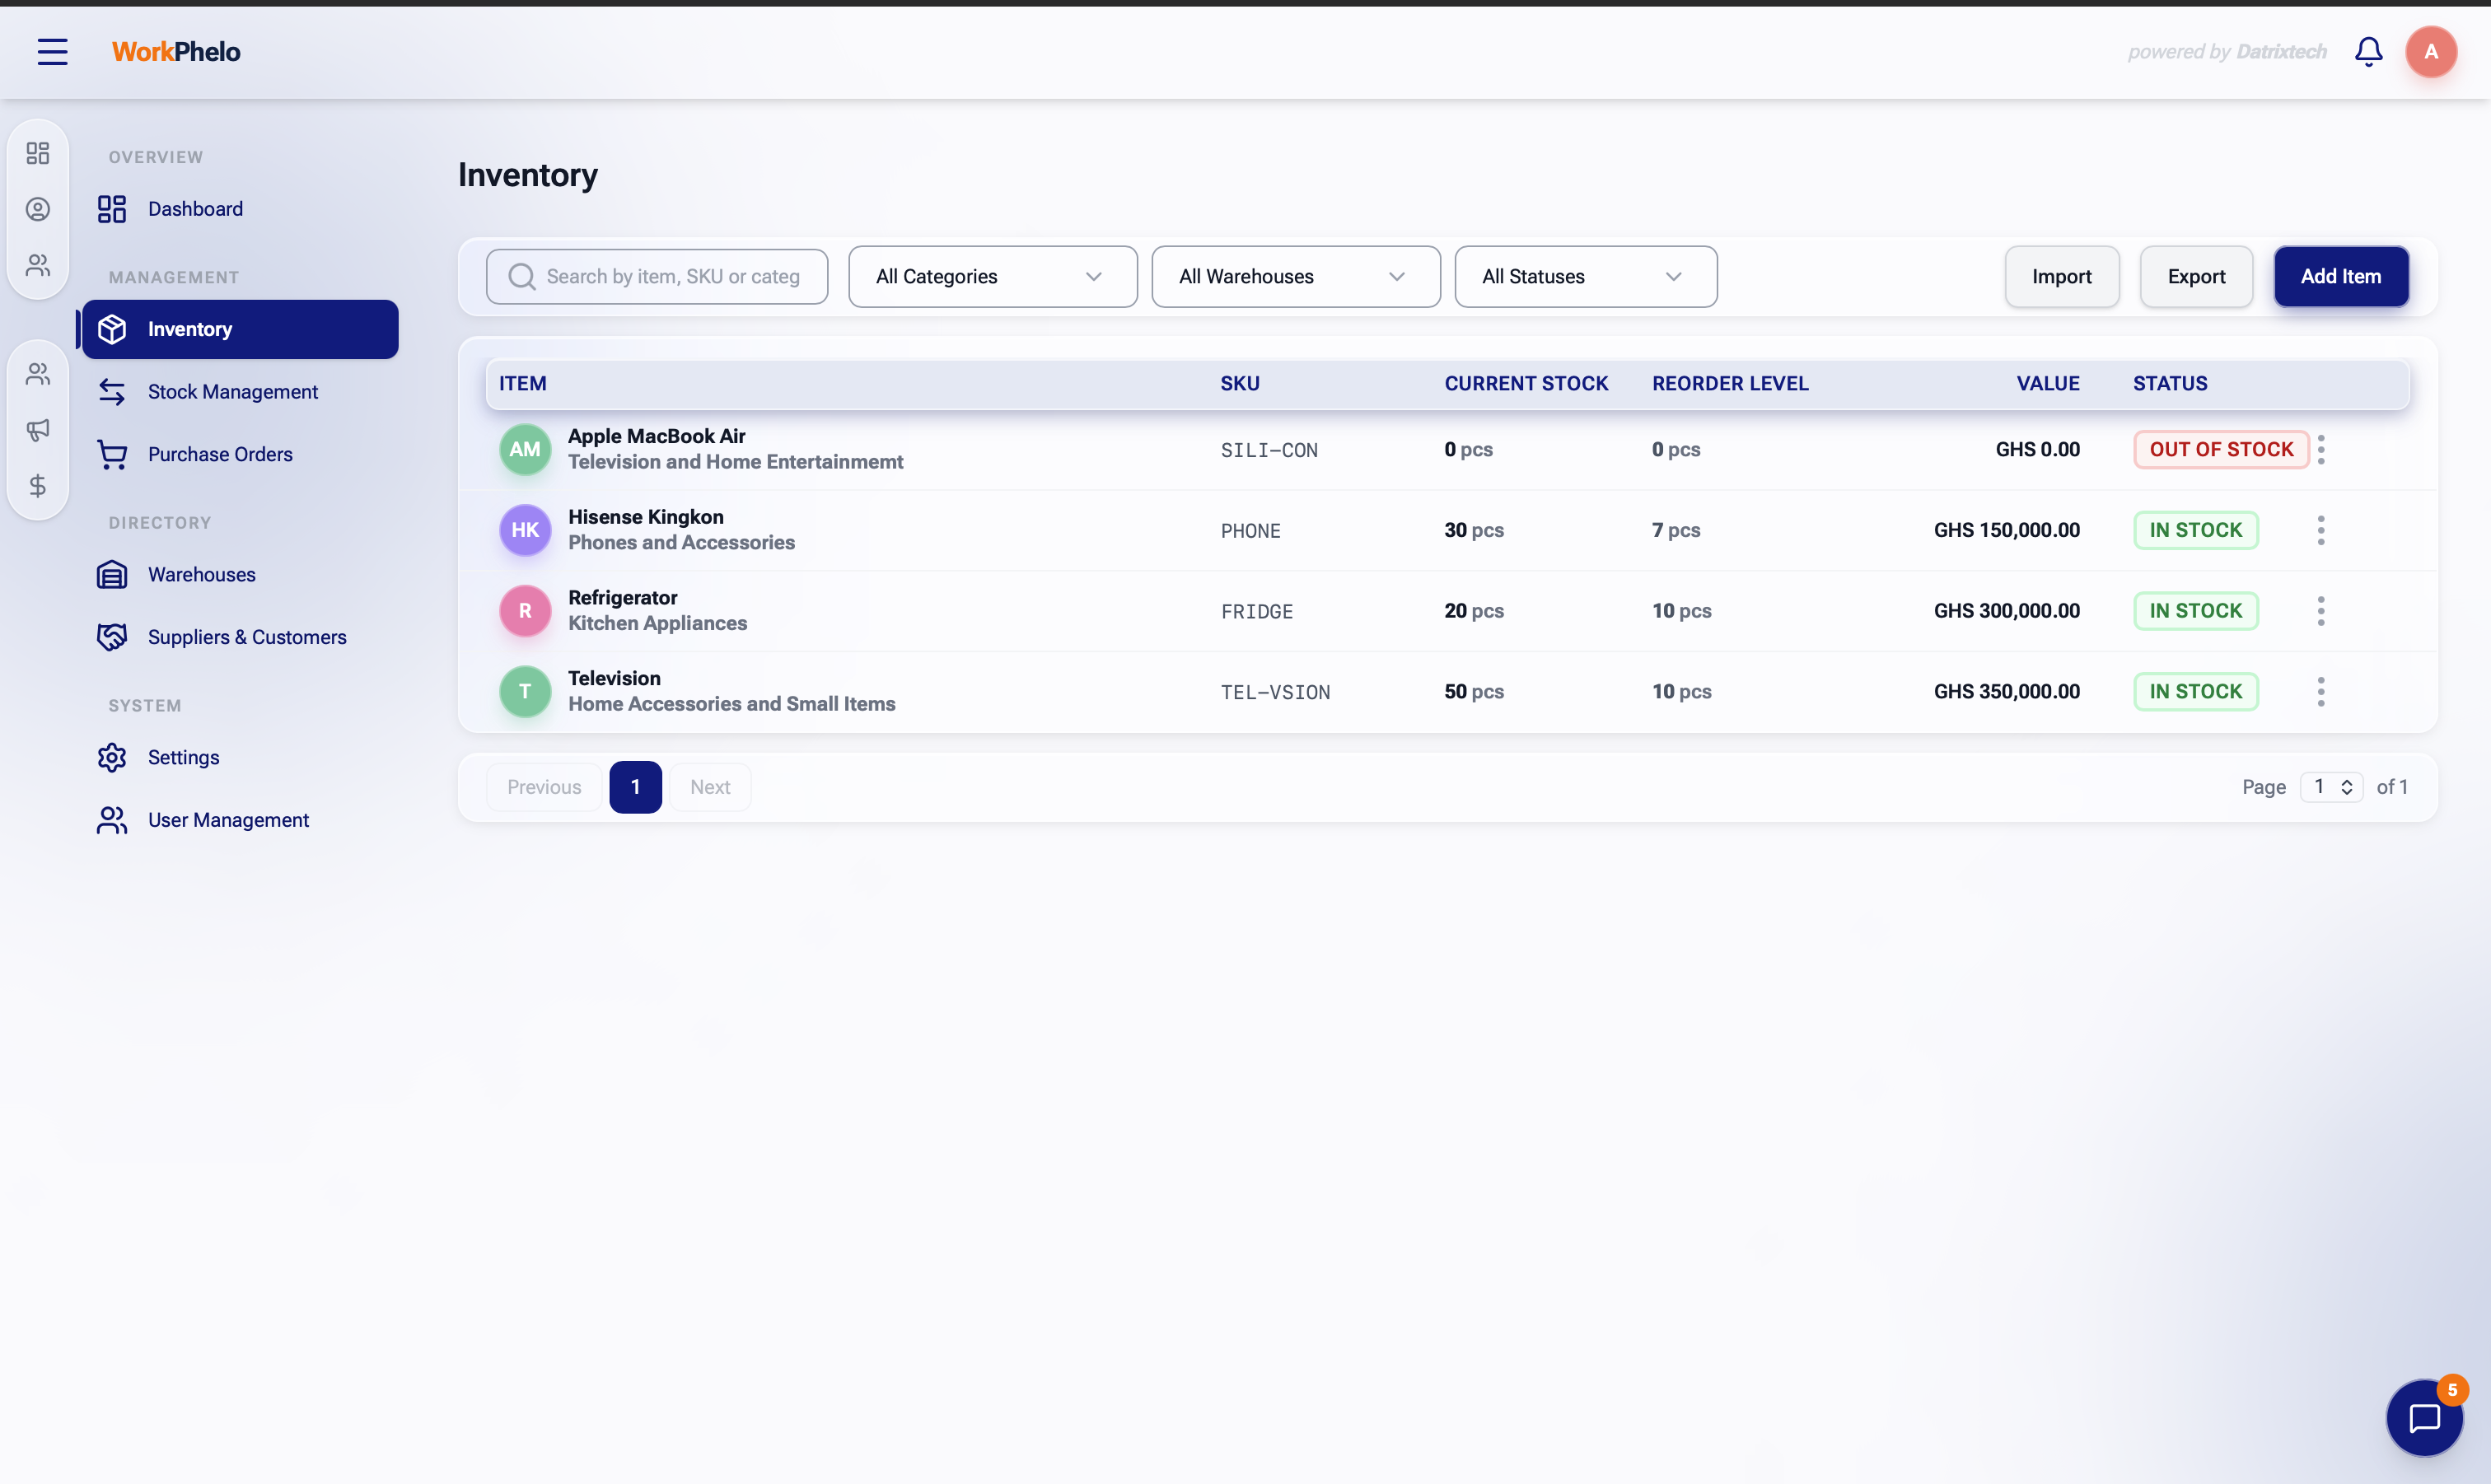 WorkPhelo
powered by Datrixtech
A
OVERVIEW
Dashboard
MANAGEMENT
Inventory
Stock Management
Purchase Orders
DIRECTORY
Warehouses
Suppliers & Customers
SYSTEM
Settings
User Management
Inventory
Search by item, SKU or categ
All Categories
All Warehouses
All Statuses
Import
Export
Add Item
ITEM SKU CURRENT STOCK REORDER LEVEL VALUE STATUS
AM Apple MacBook Air
Television and Home Entertainmemt
SILI-CON 0 pcs 0 pcs GHS 0.00 OUT OF STOCK
HK Hisense Kingkon
Phones and Accessories
PHONE 30 pcs 7 pcs GHS 150,000.00 IN STOCK
R Refrigerator
Kitchen Appliances
FRIDGE 20 pcs 10 pcs GHS 300,000.00 IN STOCK
T Television
Home Accessories and Small Items
TEL-VSION 50 pcs 10 pcs GHS 350,000.00 IN STOCK
Previous 1 Next
Page 1 of 1
5